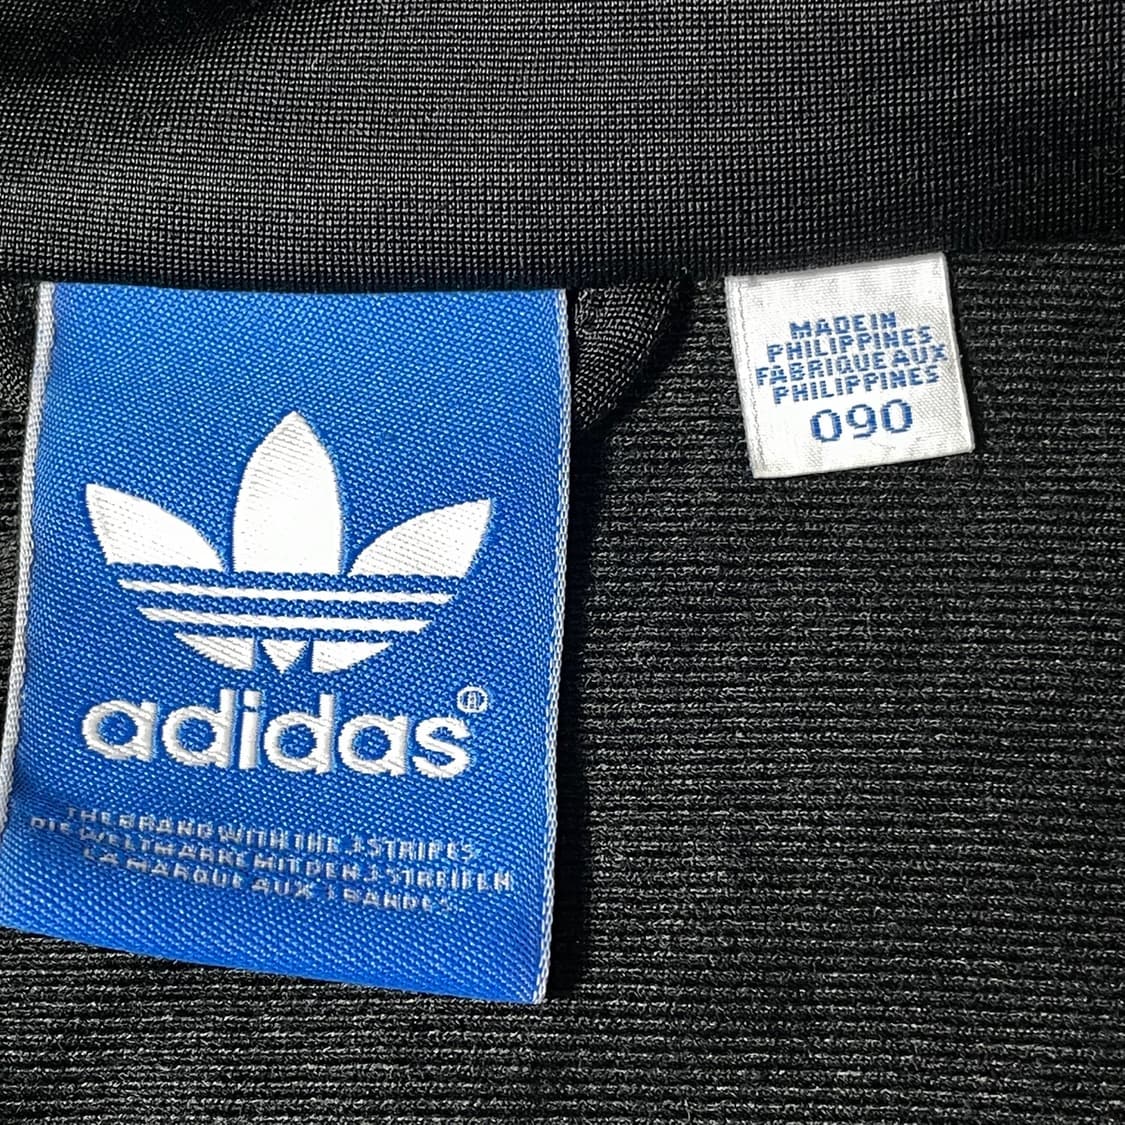 adidas®
THE BRAND WITH THE 3 STRIPES
DIE WELTMARKE MIT DEN 3 STREIFEN
LA MARQUE AUX 3 BANDES
MADE IN
PHILIPPINES
FABRIQUE AUX
PHILIPPINES
090